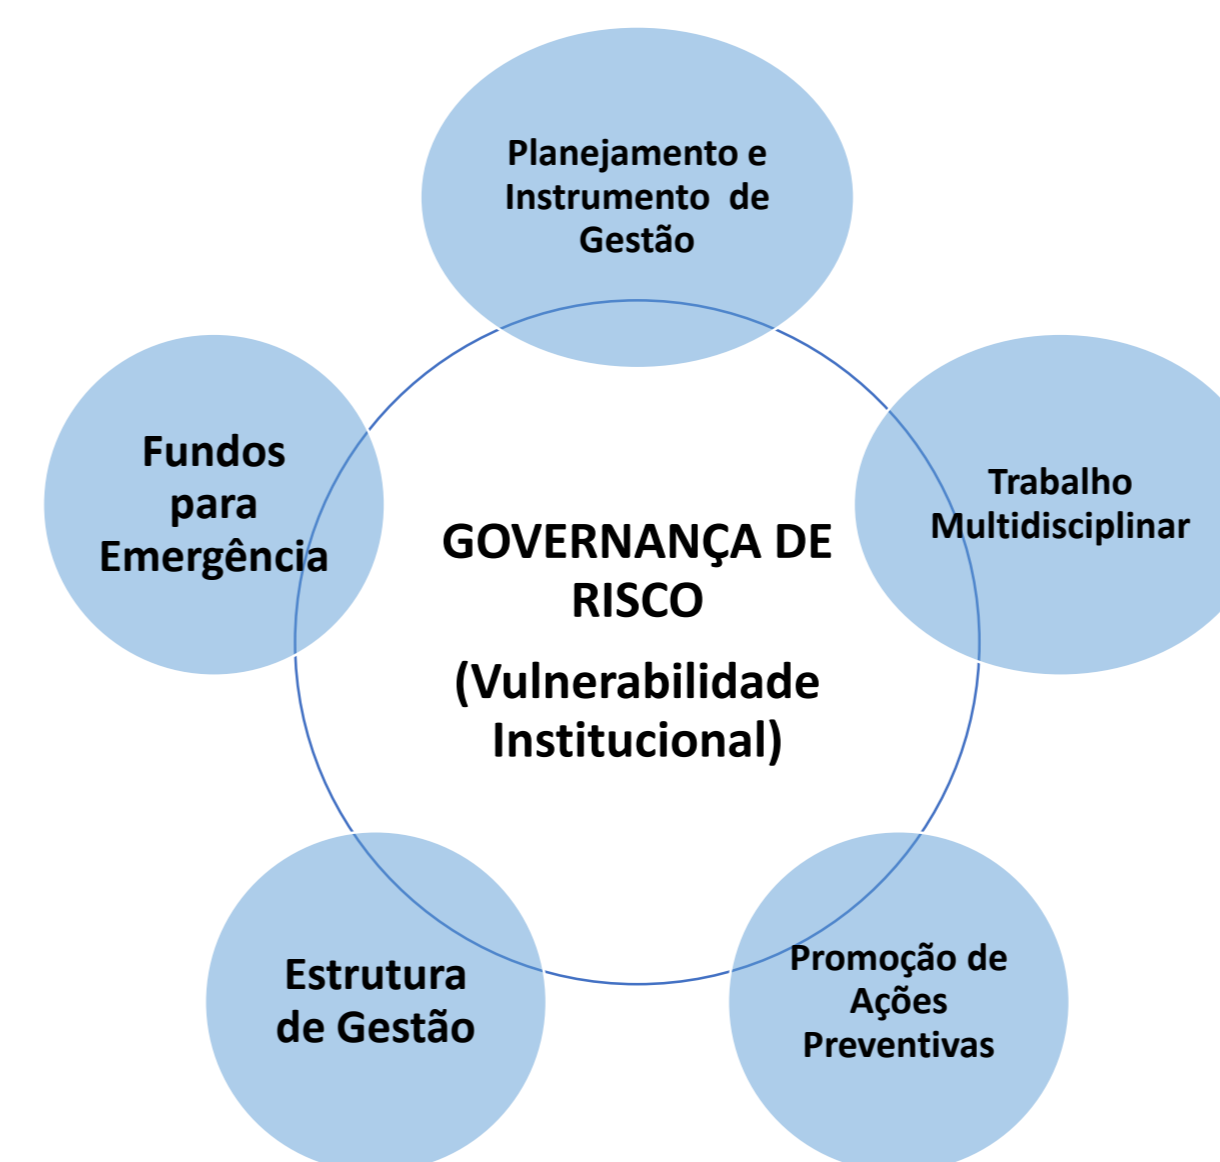 Planejamento e
Instrumento de
Gestão
Fundos
para
Emergência
Trabalho
Multidisciplinar
GOVERNANÇA DE
RISCO
(Vulnerabilidade
Institucional)
Estrutura
de Gestão
Promoção de
Ações
Preventivas